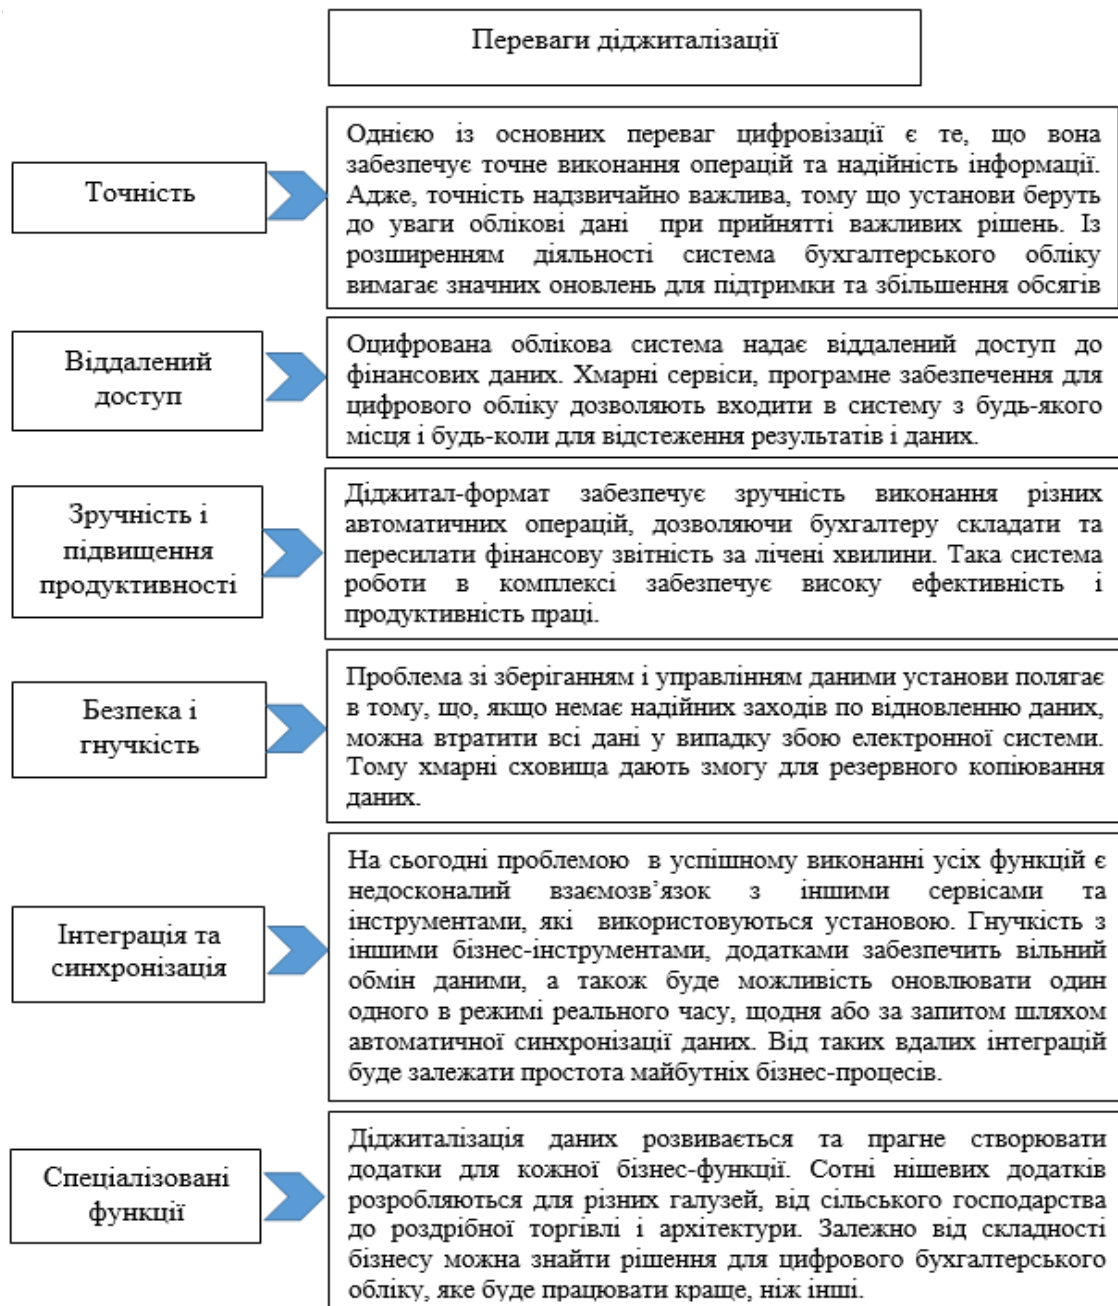 Переваги діджиталізації
Точність
Однією із основних переваг цифровізації є те, що вона
забезпечує точне виконання операцій та надійність інформації.
Адже, точність надзвичайно важлива, тому що установи беруть
до уваги облікові дані при прийнятті важливих рішень. Із
розширенням діяльності система бухгалтерського обліку
вимагає значних оновлень для підтримки та збільшення обсягів
Віддалений
доступ
Оцифрована облікова система надає віддалений доступ до
фінансових даних. Хмарні сервіси, програмне забезпечення для
цифрового обліку дозволяють входити в систему з будь-якого
місця і будь-коли для відстеження результатів і даних.
Зручність і
підвищення
продуктивності
Діджитал-формат забезпечує зручність виконання різних
автоматичних операцій, дозволяючи бухгалтеру складати та
пересилати фінансову звітність за лічені хвилини. Така система
роботи в комплексі забезпечує високу ефективність і
продуктивність праці.
Безпека і
гнучкість
Проблема зі зберіганням і управлінням даними установи полягає
в тому, що, якщо немає надійних заходів по відновленню даних,
можна втратити всі дані у випадку збою електронної системи.
Тому хмарні сховища дають змогу для резервного копіювання
даних.
Інтеграція та
синхронізація
На сьогодні проблемою в успішному виконанні усіх функцій є
недосконалий взаємозв’язок з іншими сервісами та
інструментами, які використовуються установою. Гнучкість з
іншими бізнес-інструментами, додатками забезпечить вільний
обмін даними, а також буде можливість оновлювати один
одного в режимі реального часу, щодня або за запитом шляхом
автоматичної синхронізації даних. Від таких вдалих інтеграцій
буде залежати простота майбутніх бізнес-процесів.
Спеціалізовані
функції
Діджиталізація даних розвивається та прагне створювати
додатки для кожної бізнес-функції. Сотні нішевих додатків
розробляються для різних галузей, від сільського господарства
до роздрібної торгівлі і архітектури. Залежно від складності
бізнесу можна знайти рішення для цифрового бухгалтерського
обліку, яке буде працювати краще, ніж інші.